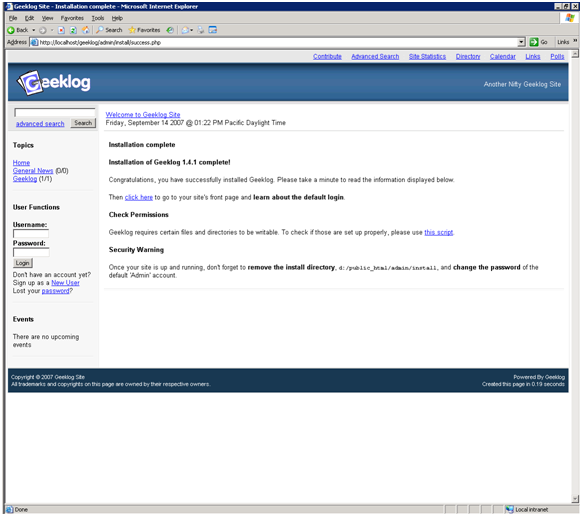 Geeklog Site - Installation complete - Microsoft Internet Explorer
File Edit View Favorites Tools Help
Back Search Favorites
Address http://localhost/geeklog/admin/install/success.php Go Links »
Contribute Advanced Search Site Statistics Directory Calendar Links Polls
Geeklog
Another Nifty Geeklog Site
advanced search Search
Welcome to Geeklog Site
Friday, September 14 2007 @ 01:22 PM Pacific Daylight Time
Topics
Home
General News (0/0)
Geeklog (1/1)
User Functions
Username:
Password:
Login
Don't have an account yet?
Sign up as a New User
Lost your password?
Events
There are no upcoming
events
Installation complete
Installation of Geeklog 1.4.1 complete!
Congratulations, you have successfully installed Geeklog. Please take a minute to read the information displayed below.
Then click here to go to your site's front page and learn about the default login.
Check Permissions
Geeklog requires certain files and directories to be writable. To check if those are set up properly, please use this script.
Security Warning
Once your site is up and running, don't forget to remove the install directory, d:/public_html/admin/install, and change the password of the
default 'Admin' account.
Copyright © 2007 Geeklog Site
All trademarks and copyrights on this page are owned by their respective owners.
Powered By Geeklog
Created this page in 0.19 seconds
Done Local intranet